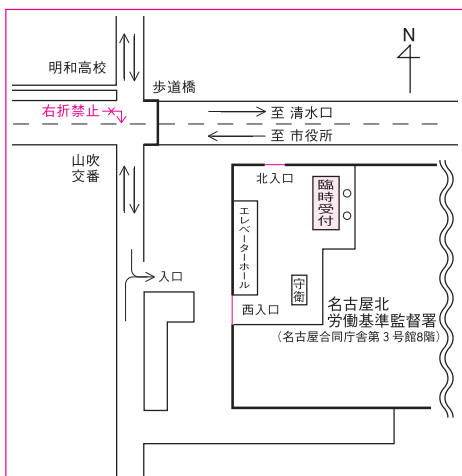 N
明和高校
歩道橋
右折禁止
至 清水口
至 市役所
山吹
交番
北入口
臨時
受付
エレベーターホール
守衛
入口
西入口
名古屋北
労働基準監督署
（名古屋合同庁舎第3号館8階）